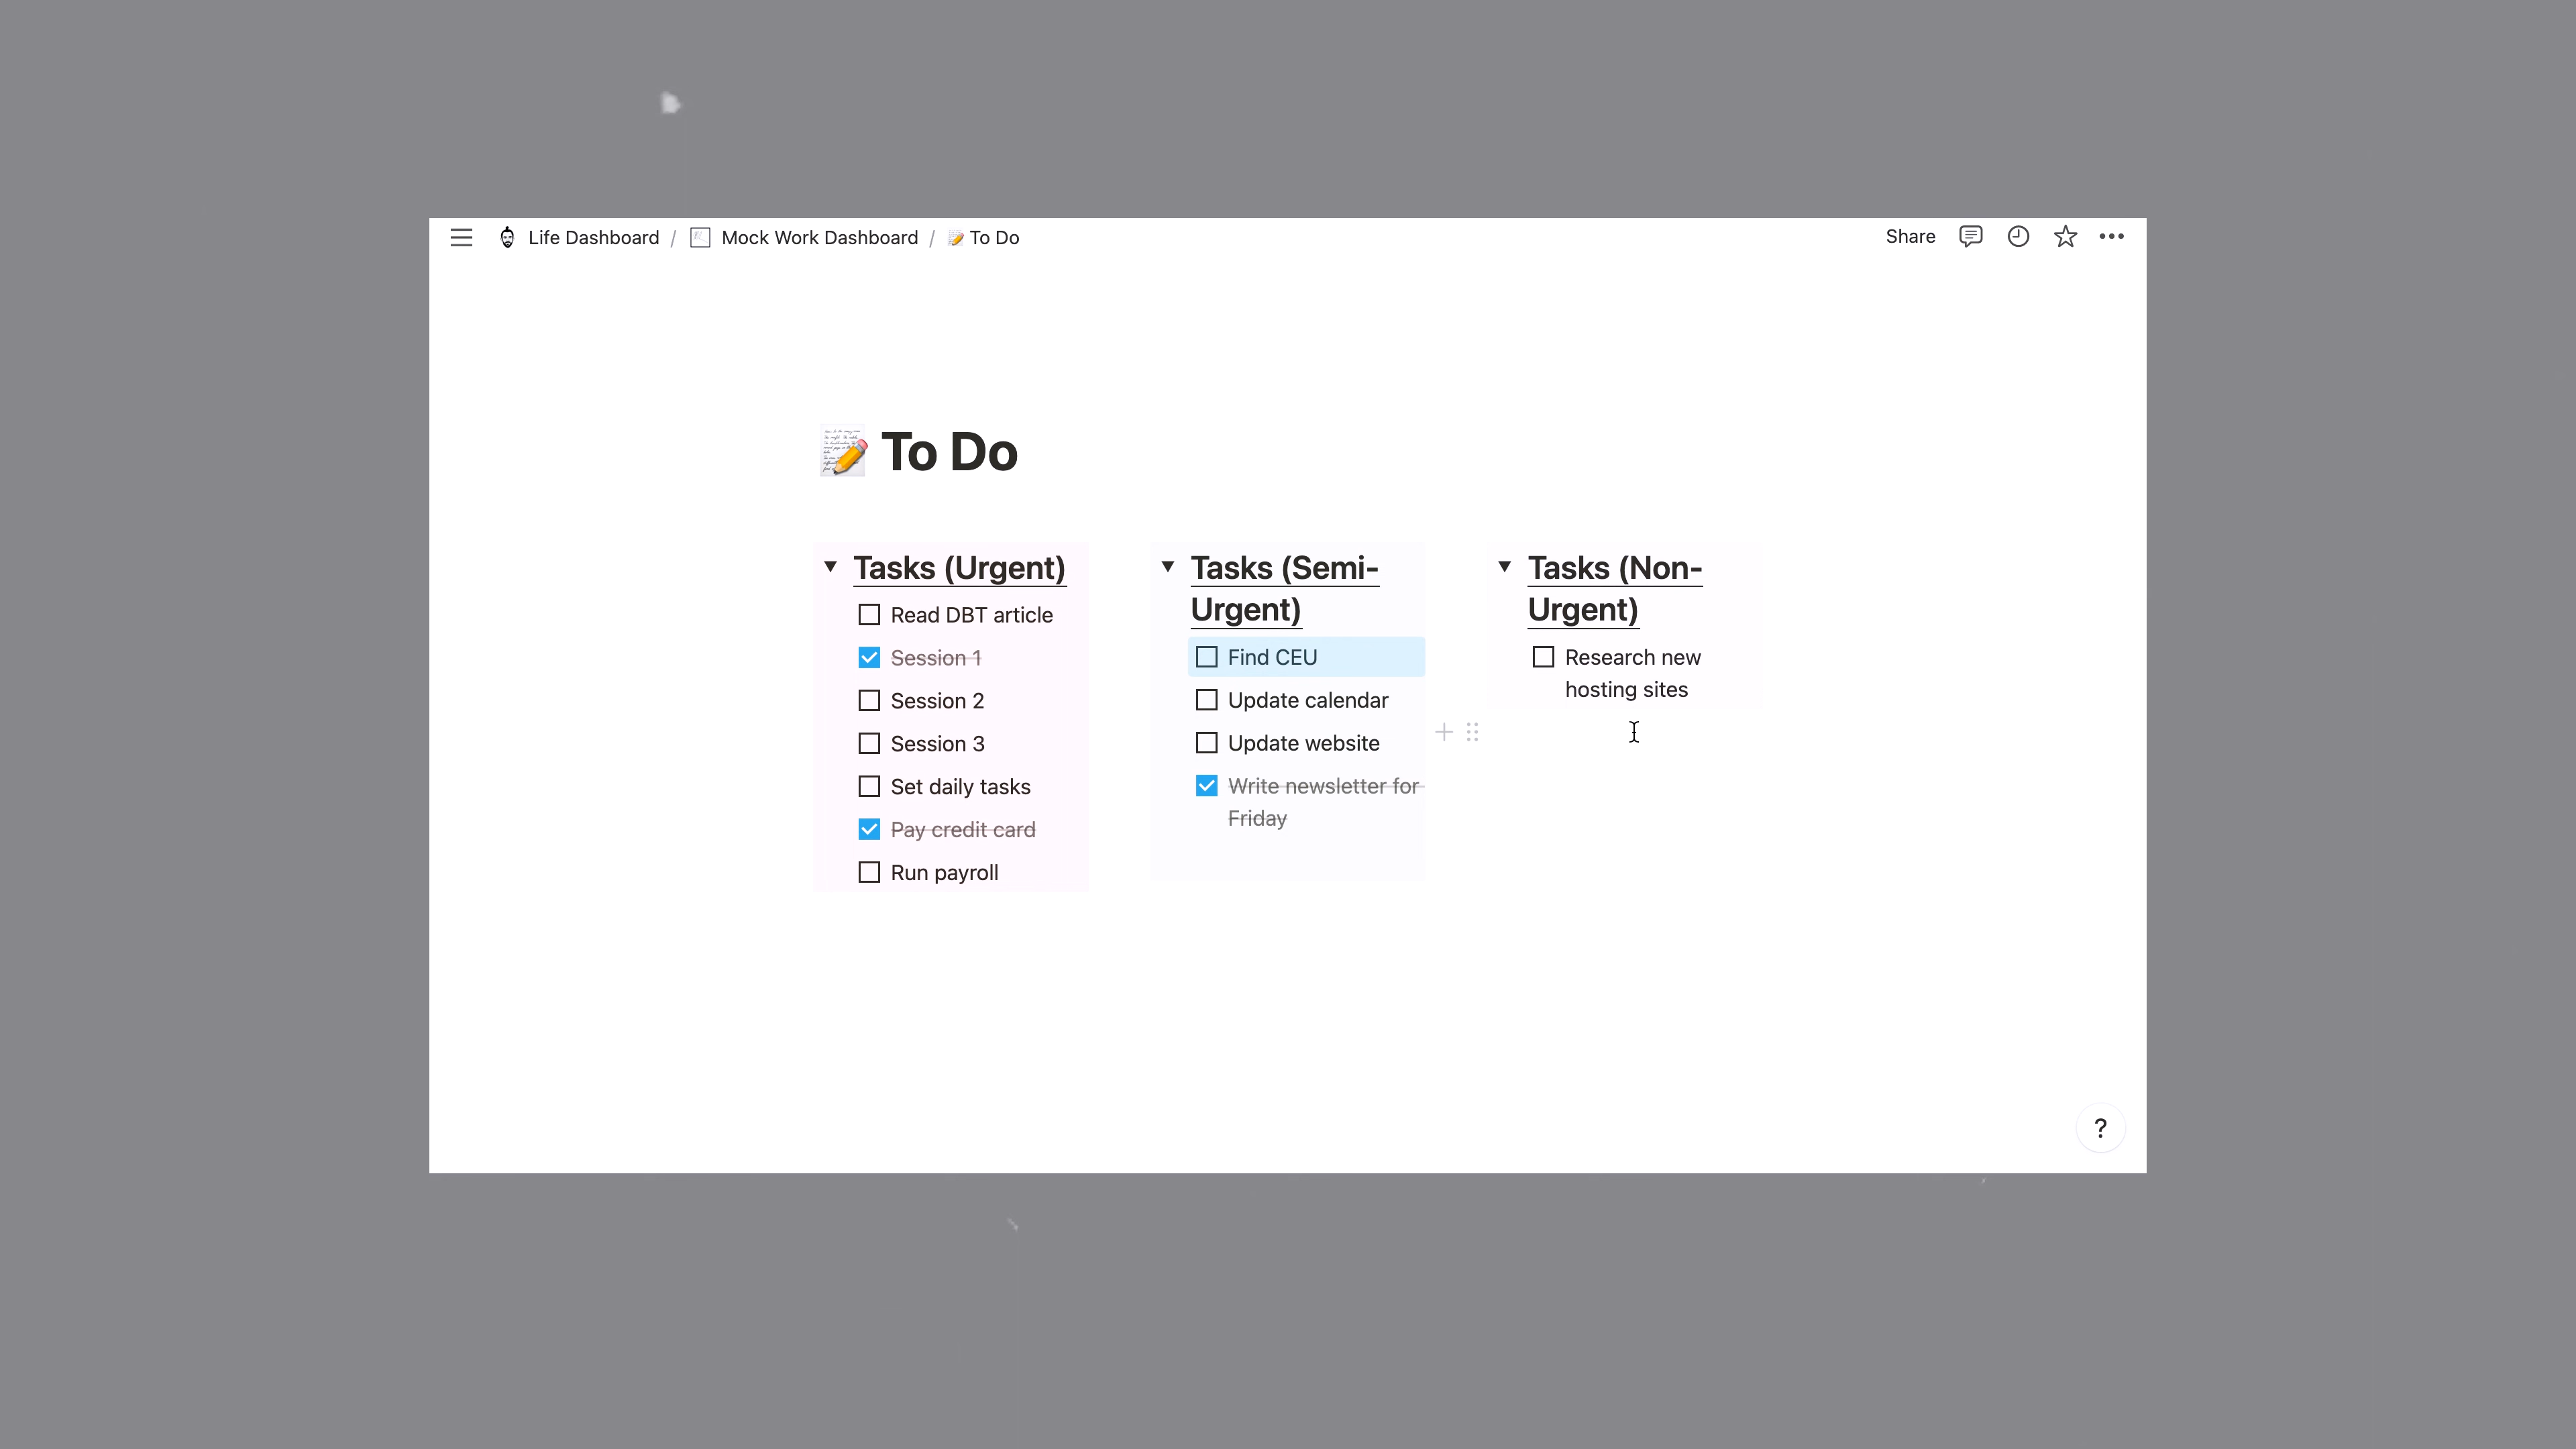 Life Dashboard / Mock Work Dashboard / To Do
Share
To Do
Tasks (Urgent)
Read DBT article
Session 1
Session 2
Session 3
Set daily tasks
Pay credit card
Run payroll
Tasks (Semi-
Urgent)
Find CEU
Update calendar
Update website
Write newsletter for
Friday
Tasks (Non-
Urgent)
Research new
hosting sites
?